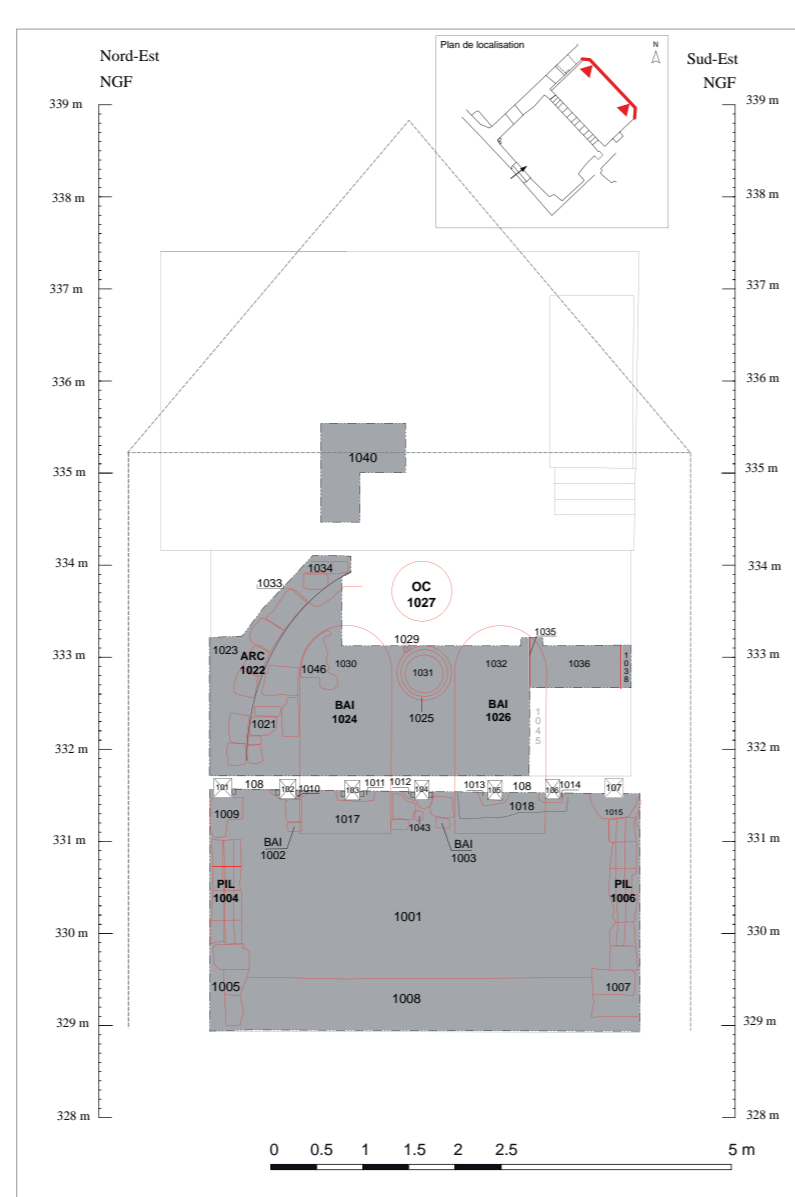 Plan de localisation
N
Nord-Est
NGF
Sud-Est
NGF
339 m
339 m
338 m
338 m
337 m
337 m
336 m
336 m
335 m
335 m
334 m
334 m
333 m
333 m
332 m
332 m
331 m
331 m
330 m
330 m
329 m
329 m
328 m
328 m
1040
1034
1033
OC
1027
1023
ARC
1022
1046
1030
1029
1031
1032
1035
1036
1038
1021
BAI
1024
1025
BAI
1026
1045
101
108
102
1010
103
1011
1012
104
1013
105
108
106
1014
107
1009
1017
1043
1018
1015
BAI
1002
BAI
1003
PIL
1004
PIL
1006
1001
1005
1008
1007
0 0.5 1 1.5 2 2.5 5 m